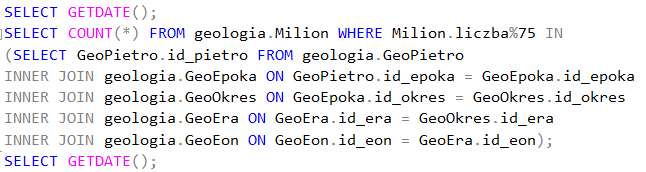 SELECT GETDATE();
SELECT COUNT(*) FROM geologia.Milion WHERE Milion.liczba%75 IN
(SELECT GeoPietro.id_pietro FROM geologia.GeoPietro
INNER JOIN geologia.GeoEpoka ON GeoPietro.id_epoka = GeoEpoka.id_epoka
INNER JOIN geologia.GeoOkres ON GeoEpoka.id_okres = GeoOkres.id_okres
INNER JOIN geologia.GeoEra ON GeoEra.id_era = GeoOkres.id_era
INNER JOIN geologia.GeoEon ON GeoEon.id_eon = GeoEra.id_eon);
SELECT GETDATE();